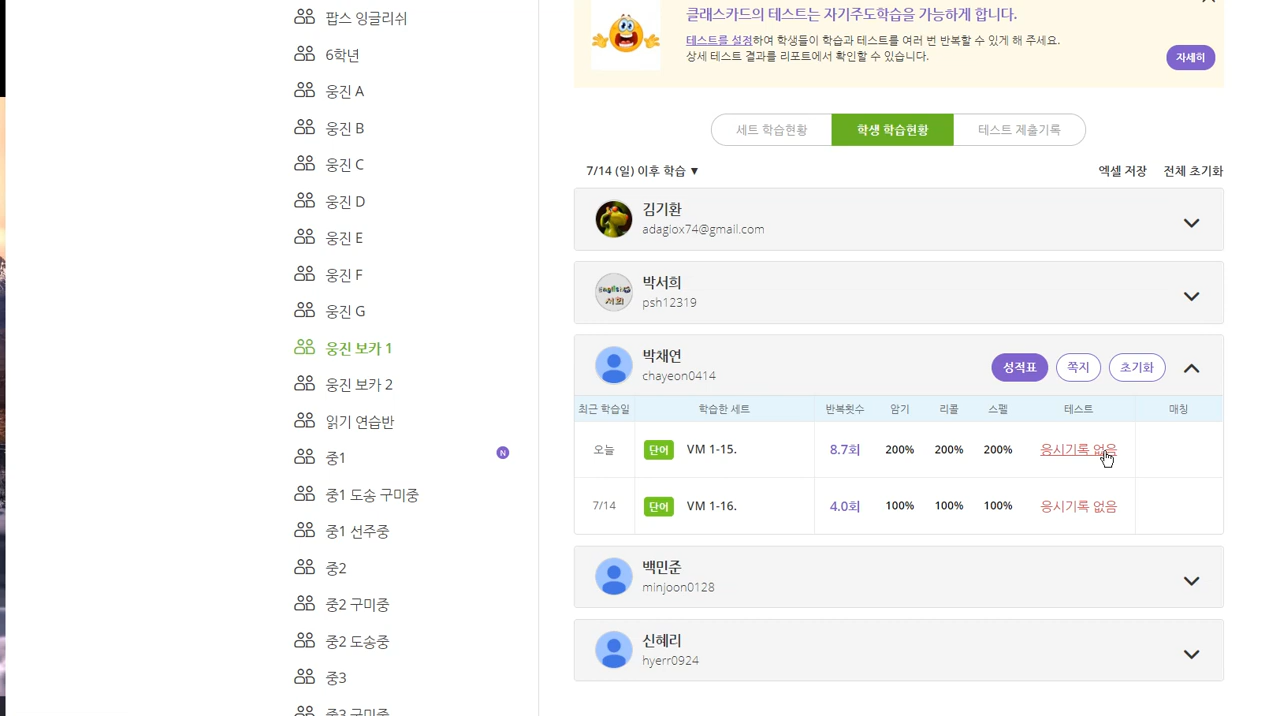 팝스 잉글리쉬
6학년
웅진 A
웅진 B
웅진 C
웅진 D
웅진 E
웅진 F
웅진 G
웅진 보카 1
웅진 보카 2
읽기 연습반
중1
N
중1 도송 구미중
중1 선주중
중2
중2 구미중
중2 도송중
중3
중3 구미중
클래스카드의 테스트는 자기주도학습을 가능하게 합니다.
테스트를 설정하여 학생들이 학습과 테스트를 여러 번 반복할 수 있게 해 주세요.
상세 테스트 결과를 리포트에서 확인할 수 있습니다.
자세히
세트 학습현황 학생 학습현황 테스트 제출기록
7/14 (일) 이후 학습 ▼ 엑셀 저장 전체 초기화
김기환
adagiox74@gmail.com
English
서희
박서희
psh12319
박채연
chayeon0414
성적표 쪽지 초기화
최근 학습일 학습한 세트 반복횟수 암기 리콜 스펠 테스트 매칭
오늘 단어 VM 1-15. 8.7회 200% 200% 200% 응시기록 없음
7/14 단어 VM 1-16. 4.0회 100% 100% 100% 응시기록 없음
백민준
minjoon0128
신혜리
hyerr0924